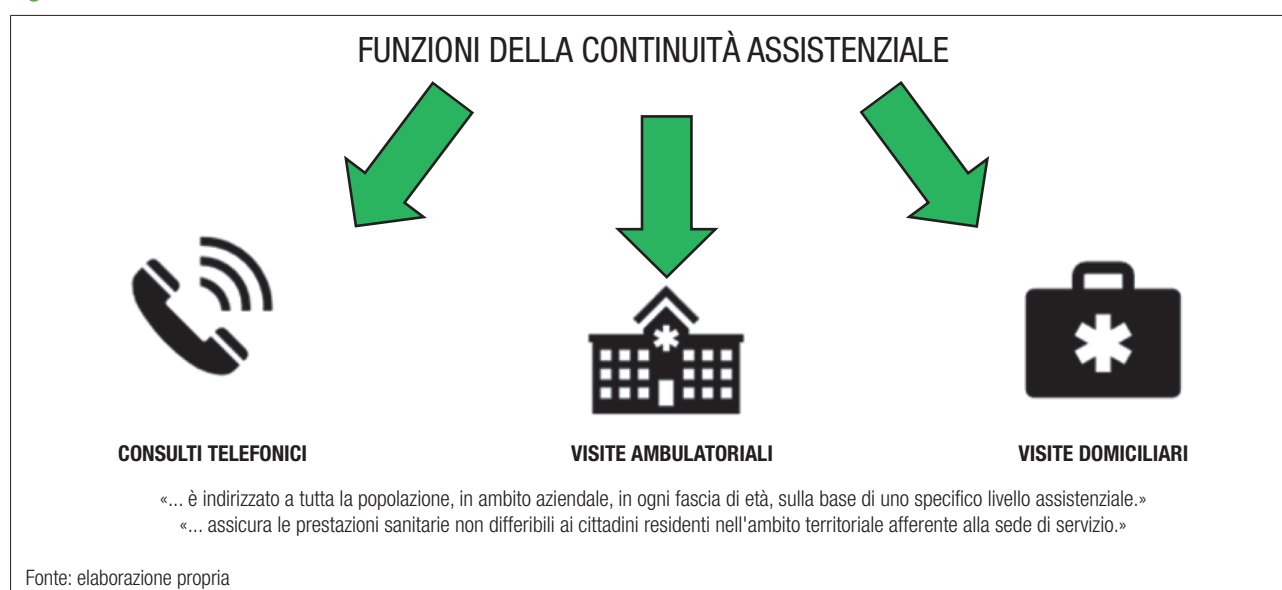 FUNZIONI DELLA CONTINUITÀ ASSISTENZIALE
CONSULTI TELEFONICI
VISITE AMBULATORIALI
VISITE DOMICILIARI
«... è indirizzato a tutta la popolazione, in ambito aziendale, in ogni fascia di età, sulla base di uno specifico livello assistenziale.»
«... assicura le prestazioni sanitarie non differibili ai cittadini residenti nell'ambito territoriale afferente alla sede di servizio.»
Fonte: elaborazione propria